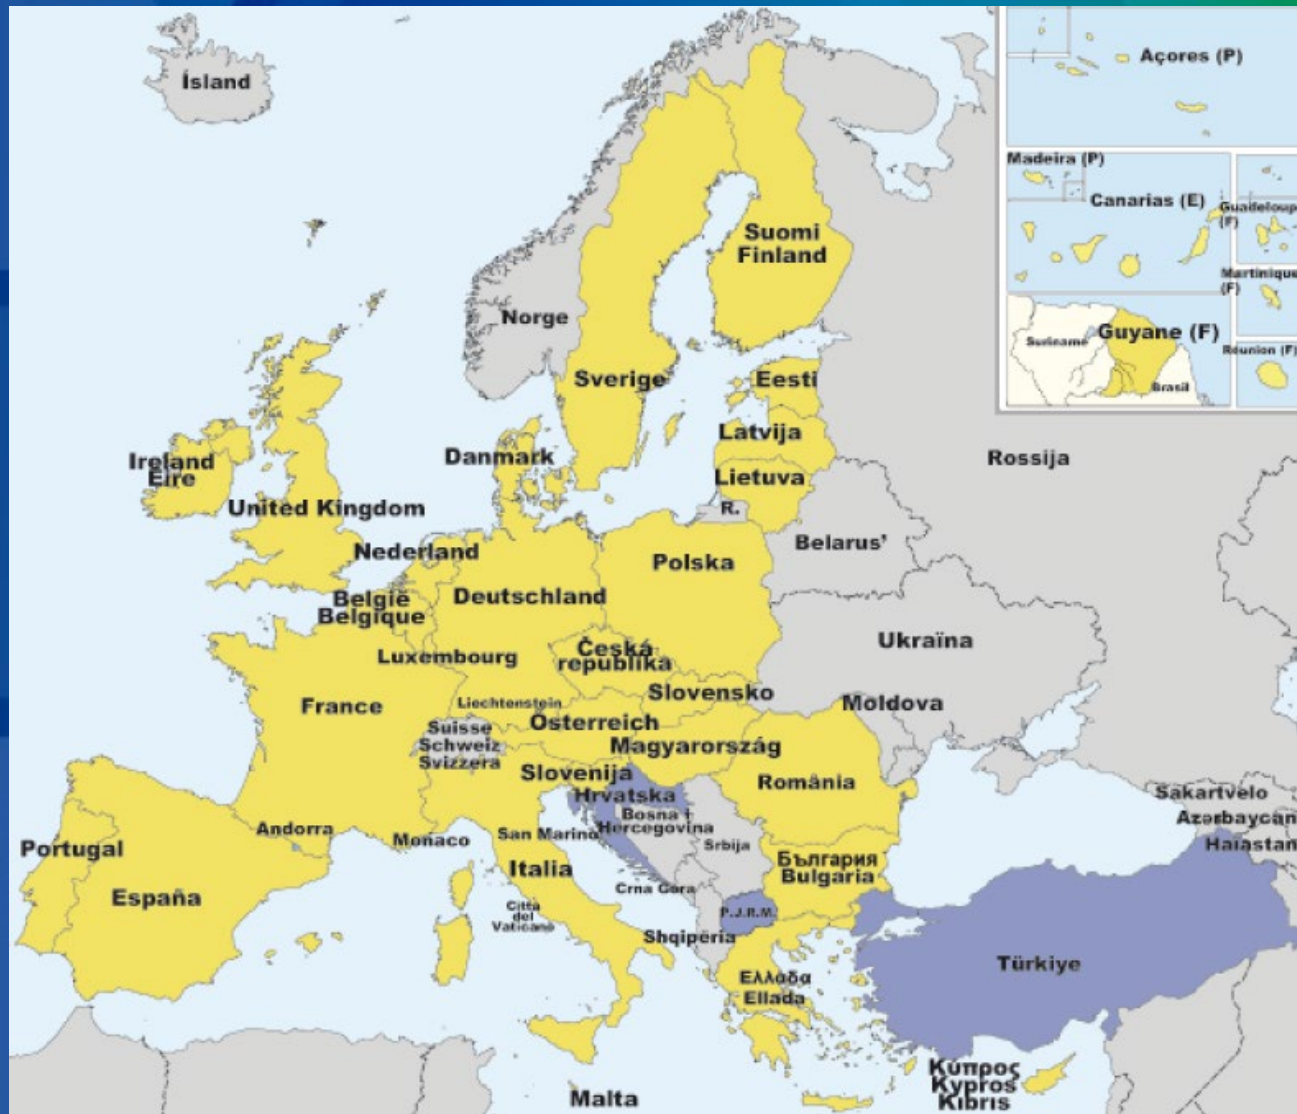 Ísland
Açores (P)
Madeira (P)
Canarias (E)
Guadeloupe
(F)
Martinique
(F)
Guyane (F)
Suriname
Brasil
Réunion (F)
Suomi
Finland
Norge
Sverige
Eesti
Latvija
Lietuva
R.
Rossija
Danmark
Ireland
Éire
United Kingdom
Nederland
België
Belgique
Deutschland
Polska
Belarus'
Luxembourg
Česká
republika
Ukraïna
Slovensko
Liechtenstein
France
Österreich
Moldova
Suisse
Schweiz
Svizzera
Magyarország
Slovenija
România
Hrvatska
Bosna i
Hercegovina
Sakartvelo
Azərbaycan
Haiastan
Andorra
Monaco
San Marino
Srbija
Portugal
España
Italia
България
Bulgaria
Crna Gora
Città
del
Vaticano
P.J.R.M.
Shqipëria
Türkiye
Ελλάδα
Ellada
Malta
Κύπρος
Kypros
Kibris